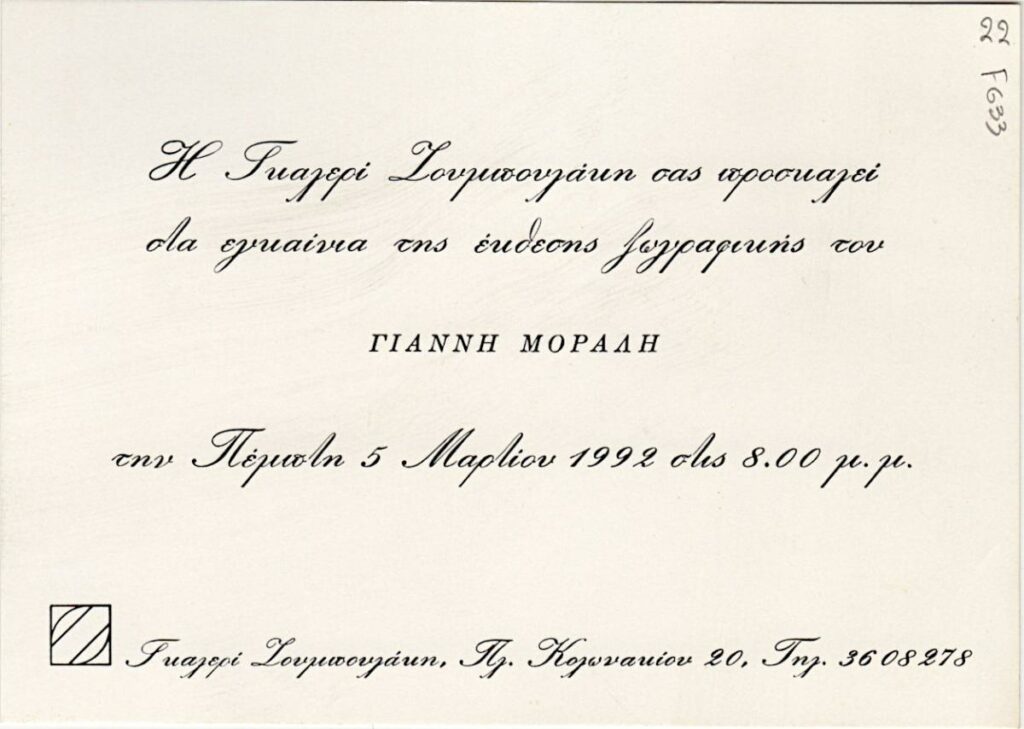 22
F633
Η Γκαλερί Ζουμπουλάκη σας προσκαλεί
στα εγκαίνια της έκθεσης ζωγραφικής του
ΓΙΑΝΝΗ ΜΟΡΑΛΗ
την Πέμπτη 5 Μαρτίου 1992 στις 8.00 μ.μ.
Γκαλερί Ζουμπουλάκη, Πλ. Κολωνακίου 20, Τηλ. 3608278